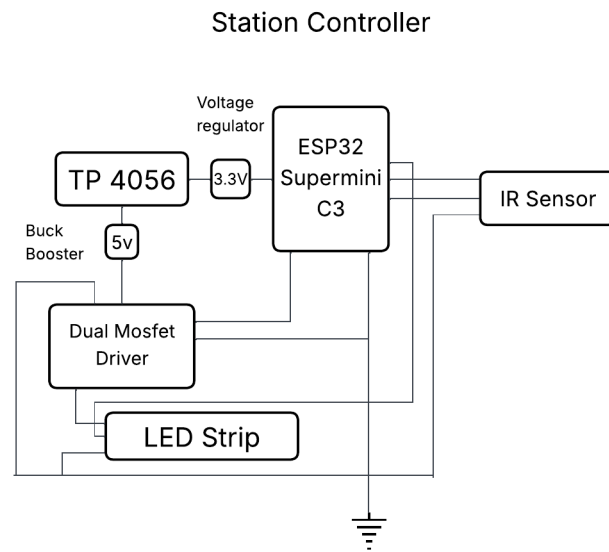 Station Controller
Voltage
regulator
ESP32
Supermini
C3
TP 4056
3.3V
IR Sensor
Buck
Booster
5v
Dual Mosfet
Driver
LED Strip